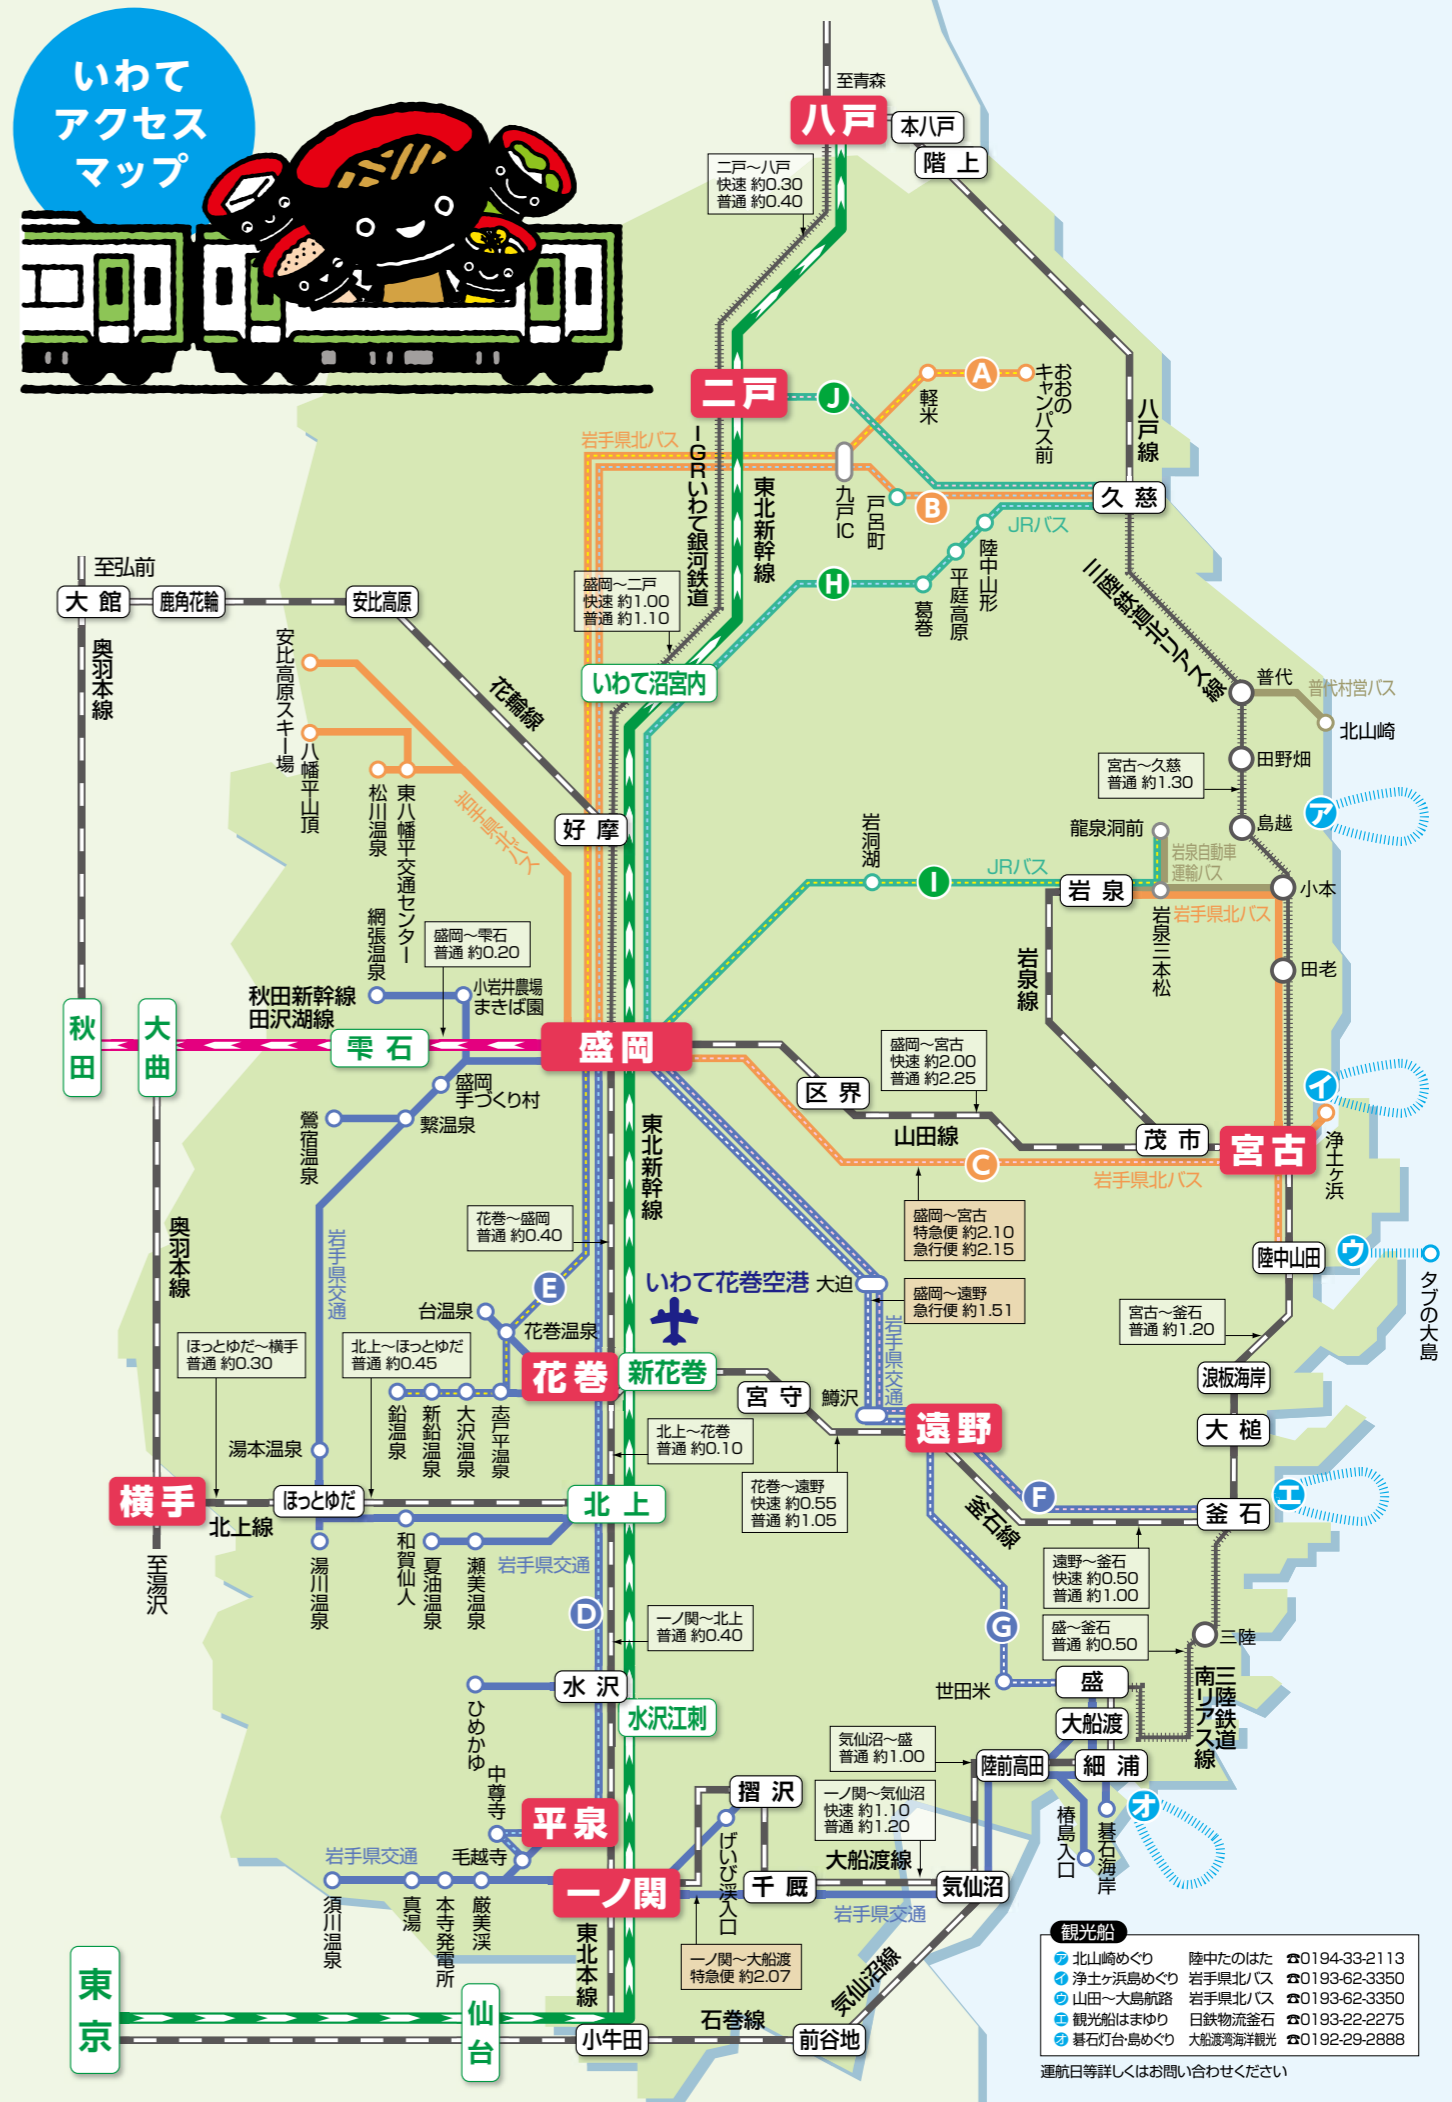 いわて
アクセス
マップ
至青森
八戸
本八戸
階上
二戸〜八戸
快速 約0.30
普通 約0.40
二戸
J
軽米
A
おおの
キャンパス前
八戸線
岩手県北バス
IGRいわて銀河鉄道
東北新幹線
九戸IC
戸呂町
B
久慈
JRバス
陸中山形
平庭高原
葛巻
H
盛岡〜二戸
快速 約1.00
普通 約1.10
三陸鉄道北リアス線
至弘前
大館
鹿角花輪
安比高原
奥羽本線
安比高原スキー場
花輪線
いわて沼宮内
普代
普代村営バス
北山崎
田野畑
宮古〜久慈
普通 約1.30
島越
ア
八幡平山頂
松川温泉
東八幡平交通センター
岩手県北バス
好摩
岩洞湖
I
JRバス
龍泉洞前
岩泉自動車
運輸バス
岩泉
岩手県北バス
岩泉三本松
小本
田老
岩泉線
網張温泉
盛岡〜雫石
普通 約0.20
小岩井農場
まきば園
秋田新幹線
田沢湖線
秋田
大曲
雫石
盛岡
盛岡
手づくり村
繋温泉
鶯宿温泉
東北新幹線
区界
盛岡〜宮古
快速 約2.00
普通 約2.25
山田線
茂市
宮古
イ
浄土ヶ浜
C
岩手県北バス
盛岡〜宮古
特急便 約2.10
急行便 約2.15
奥羽本線
岩手県交通
花巻〜盛岡
普通 約0.40
E
いわて花巻空港
大迫
盛岡〜遠野
急行便 約1.51
岩手県交通
陸中山田
ウ
タブの大島
宮古〜釜石
普通 約1.20
台温泉
花巻温泉
ほっとゆだ〜横手
普通 約0.30
北上〜ほっとゆだ
普通 約0.45
花巻
新花巻
宮守
鱒沢
遠野
浪板海岸
大槌
鉛温泉
新鉛温泉
大沢温泉
志戸平温泉
北上〜花巻
普通 約0.10
花巻〜遠野
快速 約0.55
普通 約1.05
湯本温泉
横手
ほっとゆだ
北上
北上線
釜石線
F
釜石
エ
至湯沢
湯川温泉
和賀仙人
夏油温泉
瀬美温泉
岩手県交通
遠野〜釜石
快速 約0.50
普通 約1.00
D
一ノ関〜北上
普通 約0.40
G
盛〜釜石
普通 約0.50
三陸
三陸鉄道
南リアス線
水沢
ひめかゆ
水沢江刺
世田米
盛
大船渡
気仙沼〜盛
普通 約1.00
陸前高田
細浦
一ノ関〜気仙沼
快速 約1.10
普通 約1.20
中尊寺
平泉
摺沢
げいび渓入口
大船渡線
椿島入口
碁石海岸
オ
岩手県交通
毛越寺
一ノ関
千厩
気仙沼
岩手県交通
須川温泉
真湯
本寺発電所
厳美渓
一ノ関〜大船渡
特急便 約2.07
東北本線
気仙沼線
東京
仙台
小牛田
石巻線
前谷地
観光船
ア 北山崎めぐり 陸中たのはた ☎0194-33-2113
イ 浄土ヶ浜島めぐり 岩手県北バス ☎0193-62-3350
ウ 山田〜大島航路 岩手県北バス ☎0193-62-3350
エ 観光船はまゆり 日鉄物流釜石 ☎0193-22-2275
オ 碁石灯台・島めぐり 大船渡湾海洋観光 ☎0192-29-2888
運航日等詳しくはお問い合わせください